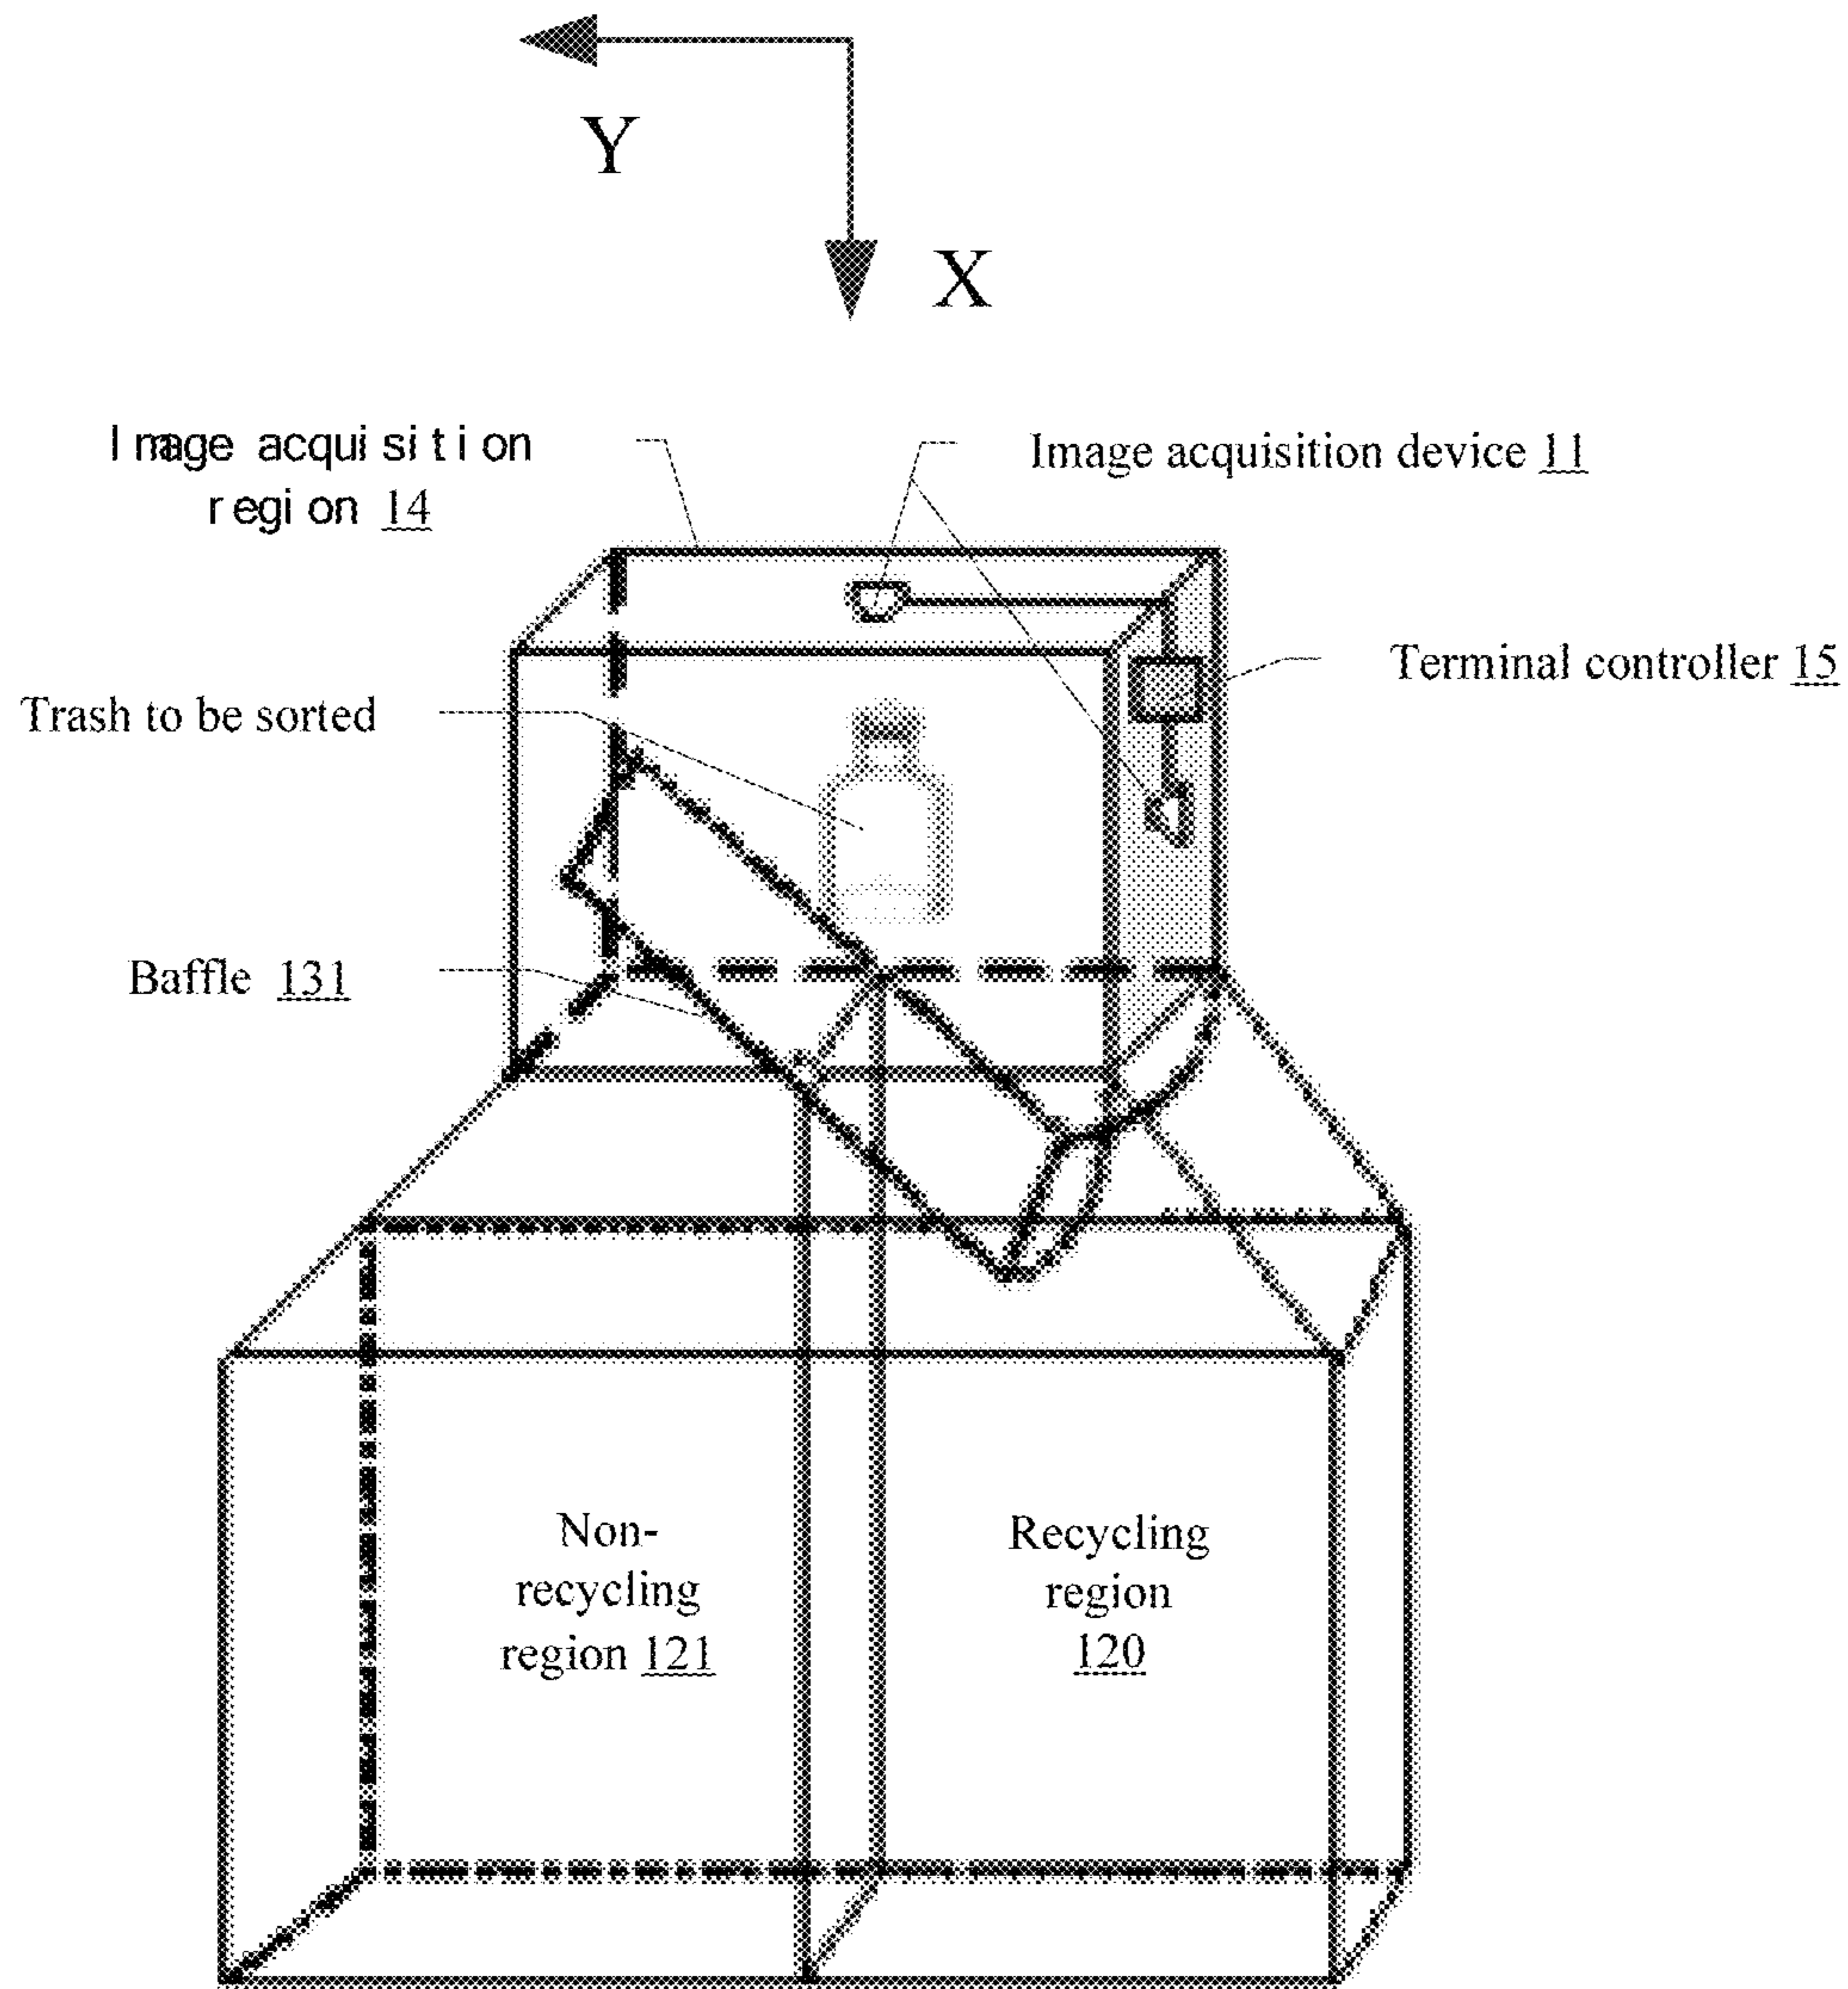 Y
X
Image acquisition
region 14
Image acquisition device 11
Terminal controller 15
Trash to be sorted
Baffle 131
Non-
recycling
region 121
Recycling
region
120